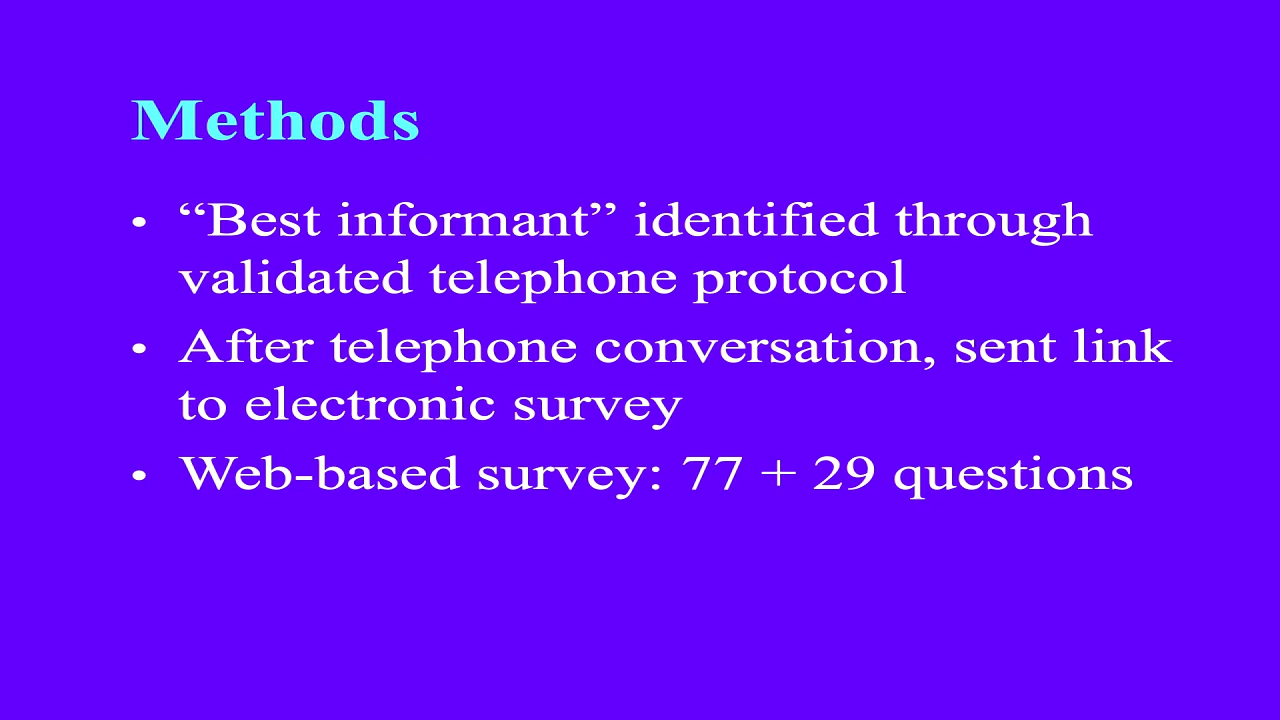 Methods
• “Best informant” identified through
validated telephone protocol
• After telephone conversation, sent link
to electronic survey
• Web-based survey: 77 + 29 questions